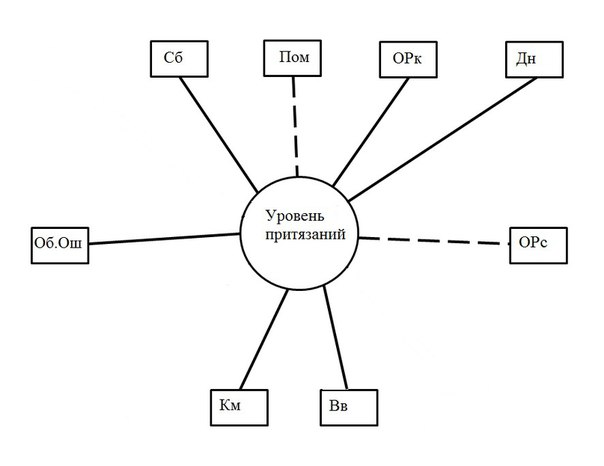 Сб
Пом
ОРк
Дн
Уровень
притязаний
Об.Ош
ОРс
Км
Вв